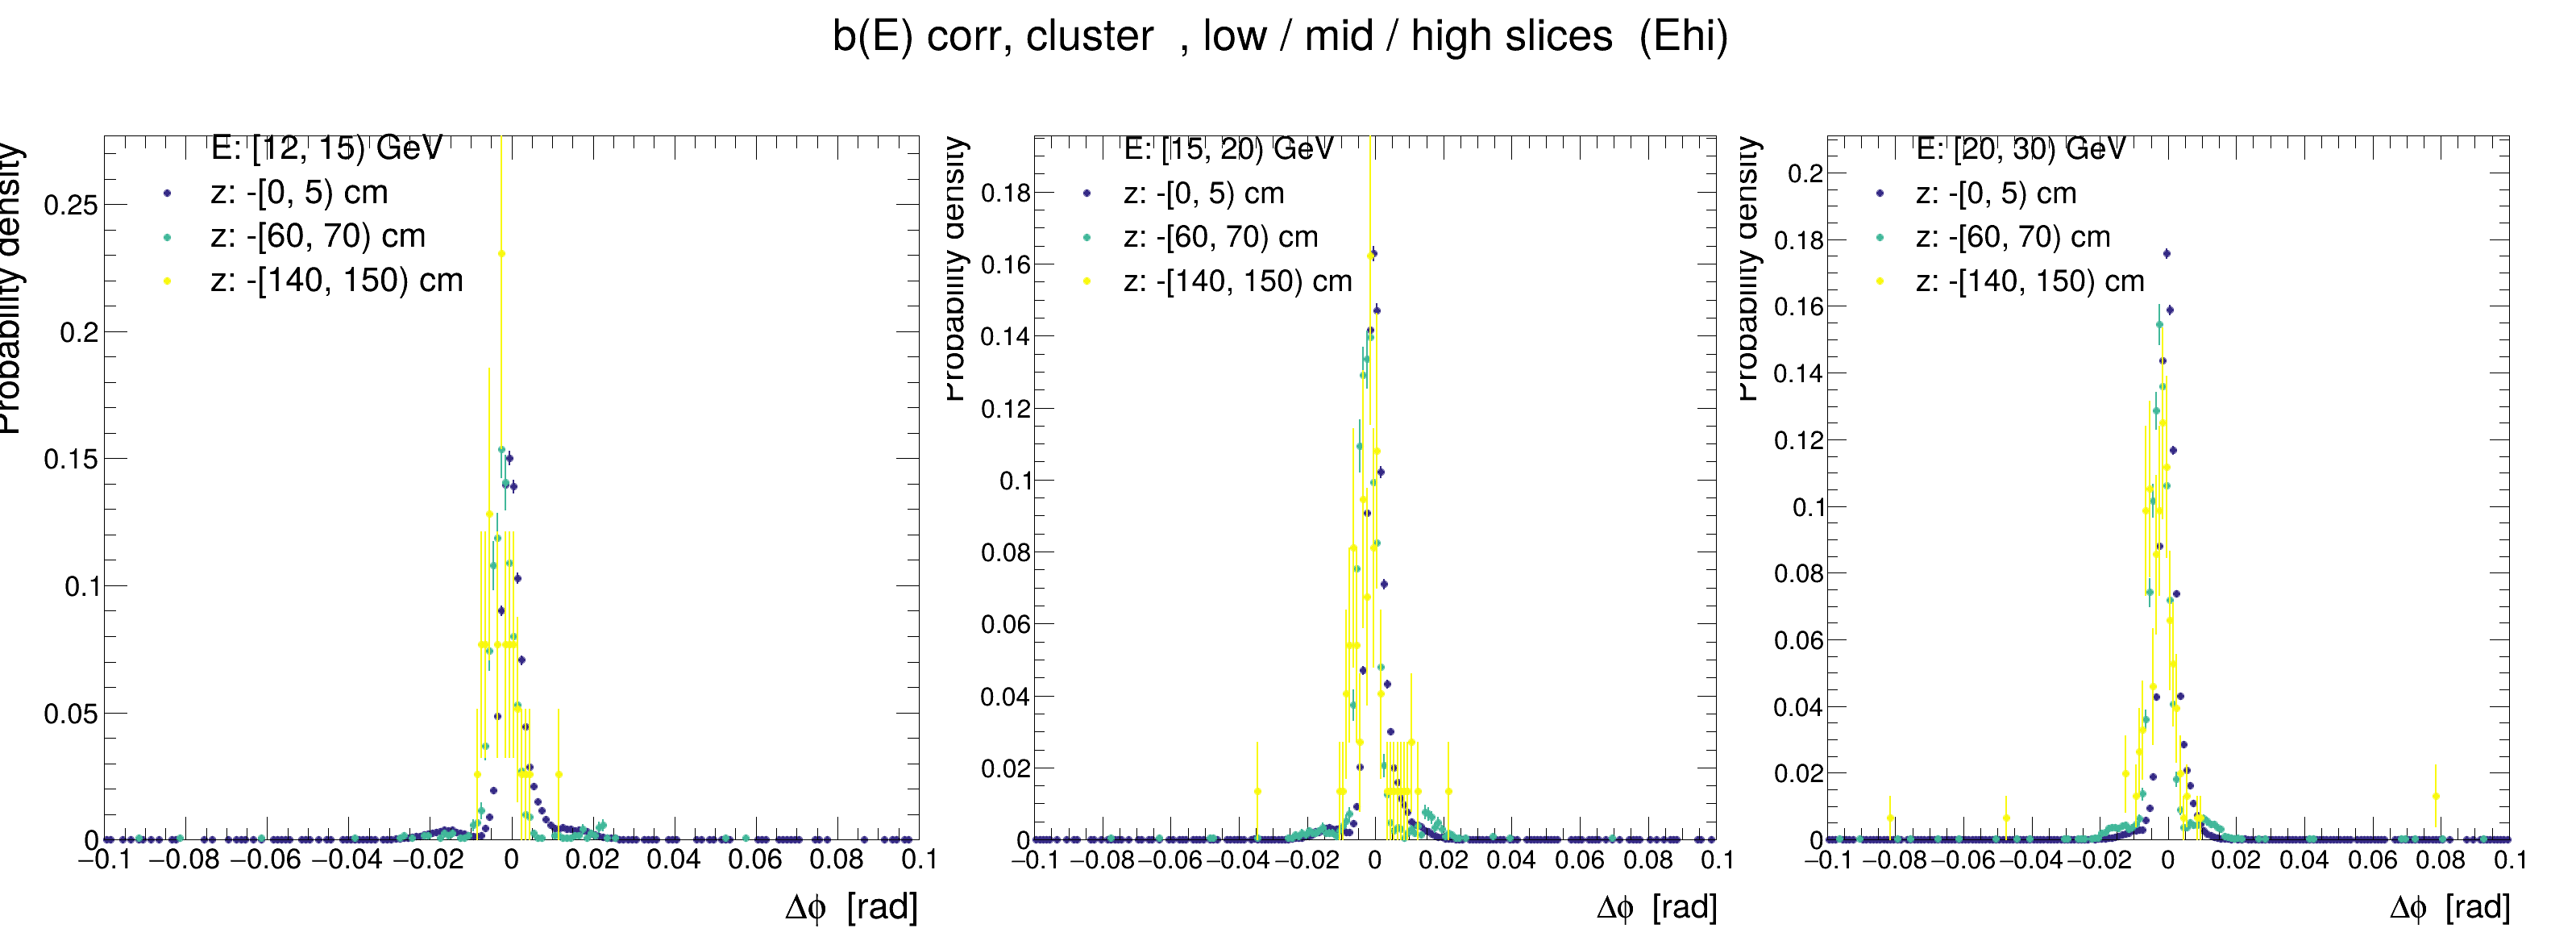 b(E) corr, cluster , low / mid / high slices (Ehi)
Probability density
E: [12, 15) GeV
z: -[0, 5) cm
z: -[60, 70) cm
z: -[140, 150) cm
0.25
0.2
0.15
0.1
0.05
0
−0.1 −0.08 −0.06 −0.04 −0.02 0 0.02 0.04 0.06 0.08 0.1
Δϕ [rad]
Probability density
E: [15, 20) GeV
z: -[0, 5) cm
z: -[60, 70) cm
z: -[140, 150) cm
0.18
0.16
0.14
0.12
0.1
0.08
0.06
0.04
0.02
0
−0.1 −0.08 −0.06 −0.04 −0.02 0 0.02 0.04 0.06 0.08 0.1
Δϕ [rad]
Probability density
E: [20, 30) GeV
z: -[0, 5) cm
z: -[60, 70) cm
z: -[140, 150) cm
0.2
0.18
0.16
0.14
0.12
0.1
0.08
0.06
0.04
0.02
0
−0.1 −0.08 −0.06 −0.04 −0.02 0 0.02 0.04 0.06 0.08 0.1
Δϕ [rad]